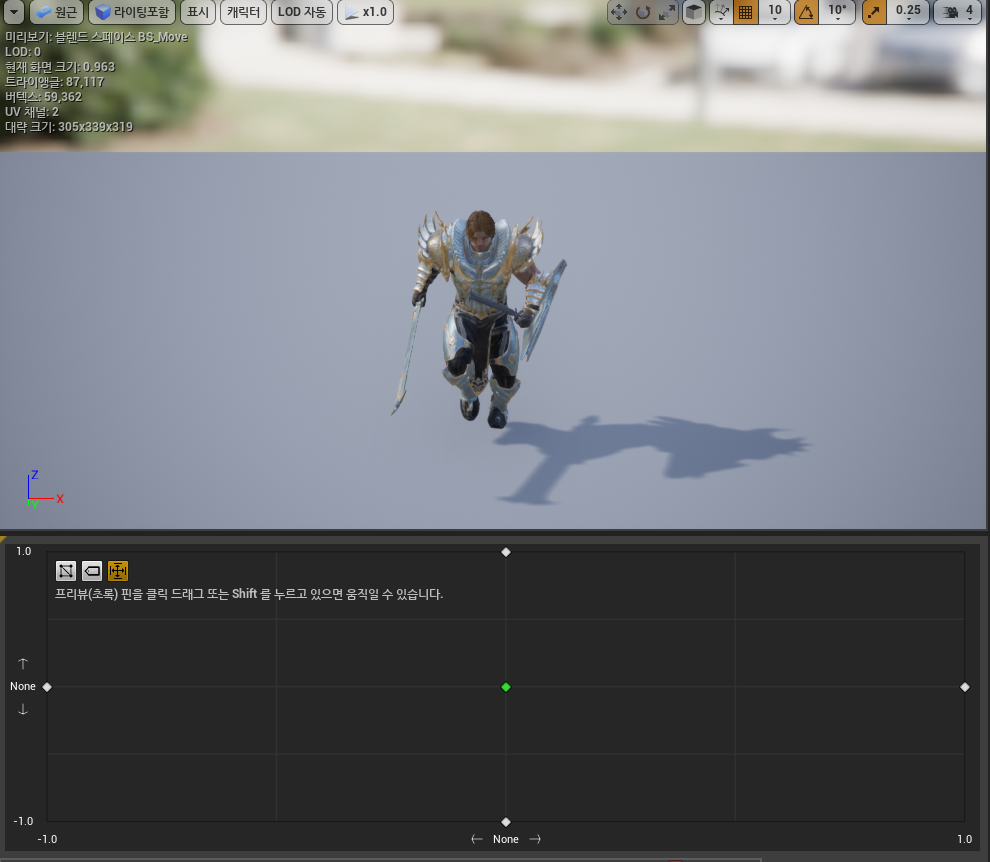 원근 라이팅포함 표시 캐릭터 LOD 자동 x1.0 10 10° 0.25 4
미리보기: 블렌드 스페이스 BS_Move
LOD: 0
현재 화면 크기: 0.963
트라이앵글: 87,117
버텍스: 59,362
UV 채널: 2
대략 크기: 305x339x319
Z
X
Y
1.0
프리뷰(초록) 핀을 클릭 드래그 또는 Shift 를 누르고 있으면 움직일 수 있습니다.
None
-1.0
-1.0 None 1.0